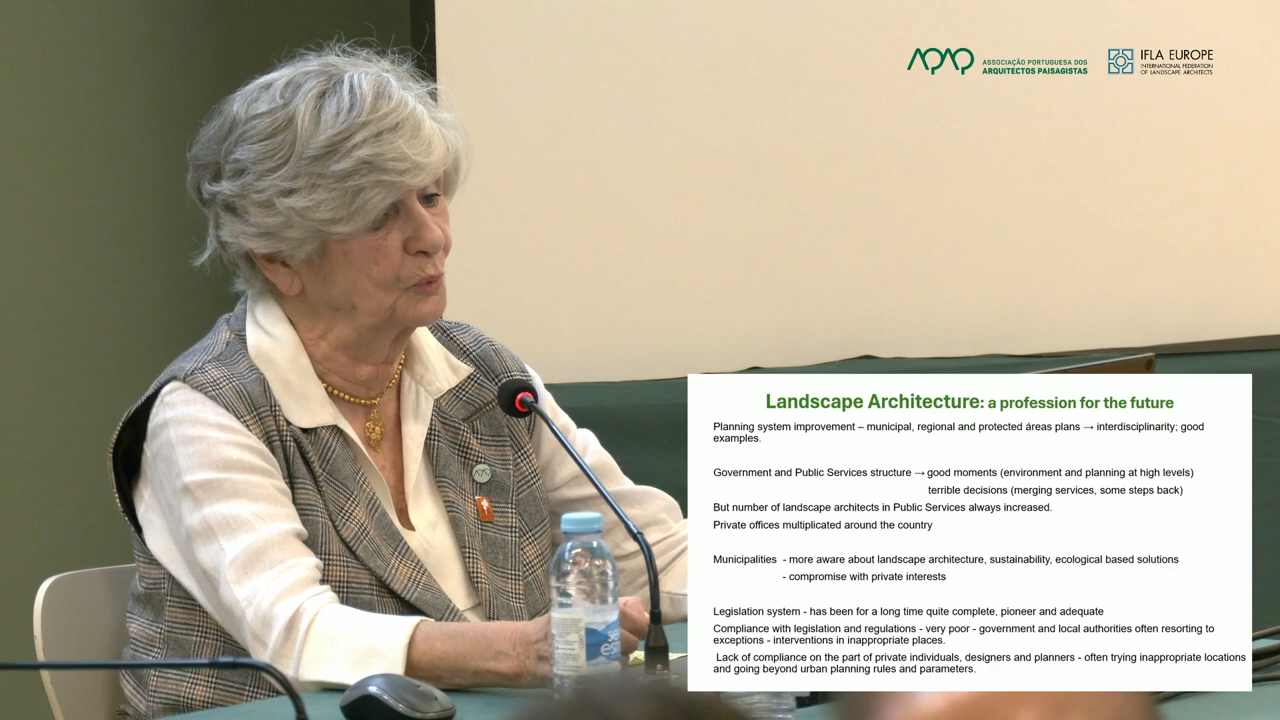 ASSOCIAÇÃO PORTUGUESA DOS
ARQUITECTOS PAISAGISTAS
IFLA EUROPE
INTERNATIONAL FEDERATION
OF LANDSCAPE ARCHITECTS
Landscape Architecture: a profession for the future
Planning system improvement – municipal, regional and protected áreas plans → interdisciplinarity; good
examples.
Government and Public Services structure → good moments (environment and planning at high levels)
terrible decisions (merging services, some steps back)
But number of landscape architects in Public Services always increased.
Private offices multiplicated around the country
Municipalities - more aware about landscape architecture, sustainability, ecological based solutions
- compromise with private interests
Legislation system - has been for a long time quite complete, pioneer and adequate
Compliance with legislation and regulations - very poor - government and local authorities often resorting to
exceptions - interventions in inappropriate places.
Lack of compliance on the part of private individuals, designers and planners - often trying inappropriate locations
and going beyond urban planning rules and parameters.